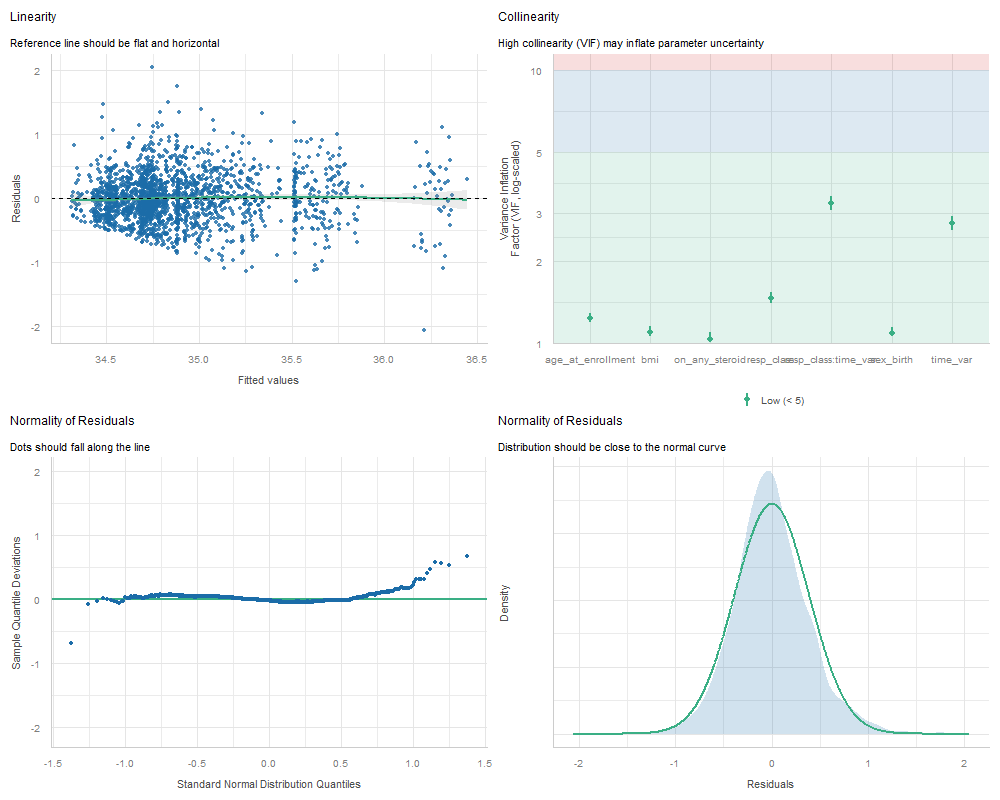 Linearity
Reference line should be flat and horizontal
Residuals
2
1
0
-1
-2
34.5
35.0
35.5
36.0
36.5
Fitted values
Collinearity
High collinearity (VIF) may inflate parameter uncertainty
Variance Inflation
Factor (VIF, log-scaled)
10
5
3
2
1
age_at_enrollment
bmi
on_any_steroid
resp_class
resp_class:time_var
sex_birth
time_var
Low (< 5)
Normality of Residuals
Dots should fall along the line
Sample Quantile Deviations
2
1
0
-1
-2
-1.5
-1.0
-0.5
0.0
0.5
1.0
1.5
Standard Normal Distribution Quantiles
Normality of Residuals
Distribution should be close to the normal curve
Density
-2
-1
0
1
2
Residuals